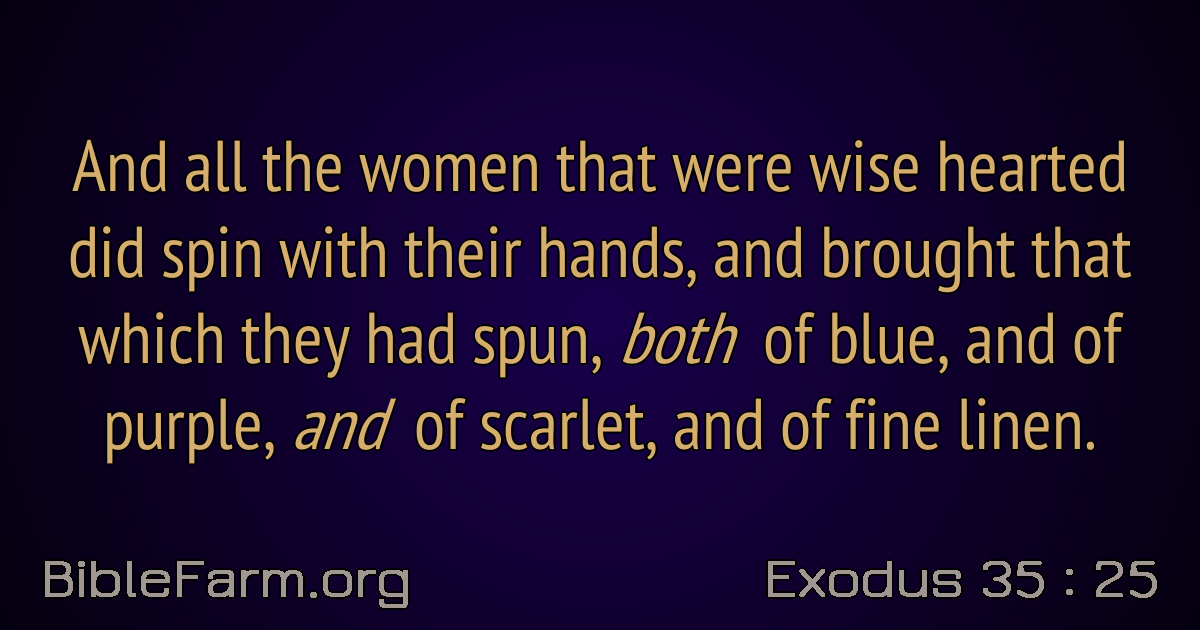 And all the women that were wise hearted
did spin with their hands, and brought that
which they had spun, both of blue, and of
purple, and of scarlet, and of fine linen.
BibleFarm.org
Exodus 35 : 25